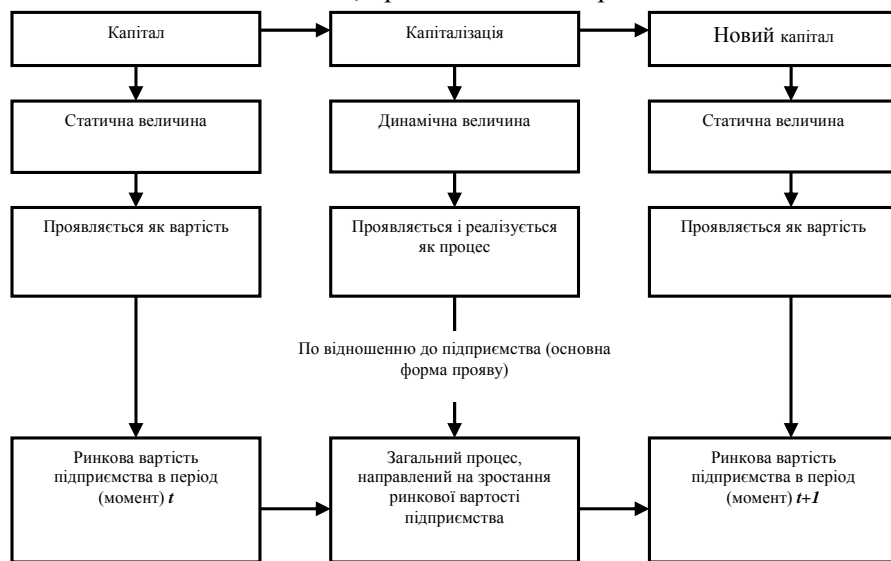 Капітал
Капіталізація
Новий капітал
Статична величина
Динамічна величина
Статична величина
Проявляється як вартість
Проявляється і реалізується
як процес
Проявляється як вартість
По відношенню до підприємства (основна
форма прояву)
Ринкова вартість
підприємства в період
(момент) t
Загальний процес,
направлений на зростання
ринкової вартості
підприємства
Ринкова вартість
підприємства в період
(момент) t+1